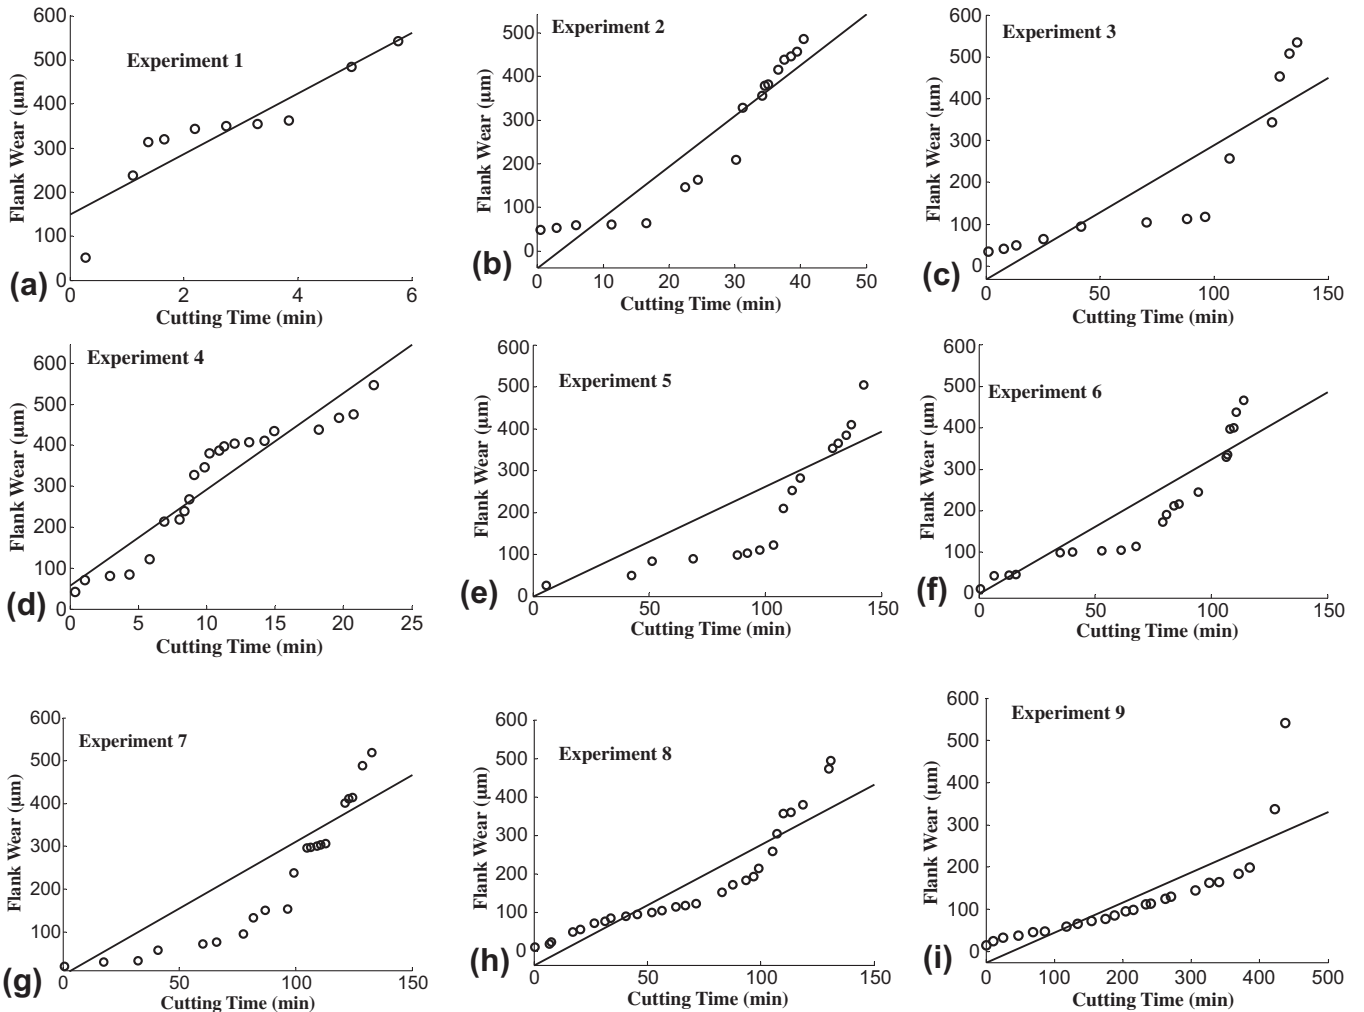 Experiment 1
Flank Wear (µm)
600
500
400
300
200
100
0
0 2 4 6
Cutting Time (min)
(a)
Experiment 2
Flank Wear (µm)
500
400
300
200
100
0
0 10 20 30 40 50
Cutting Time (min)
(b)
Experiment 3
Flank Wear (µm)
600
500
400
300
200
100
0
0 50 100 150
Cutting Time (min)
(c)
Experiment 4
Flank Wear (µm)
600
500
400
300
200
100
0
0 5 10 15 20 25
Cutting Time (min)
(d)
Experiment 5
Flank Wear (µm)
600
500
400
300
200
100
0
0 50 100 150
Cutting Time (min)
(e)
Experiment 6
Flank Wear (µm)
600
500
400
300
200
100
0
0 50 100 150
Cutting Time (min)
(f)
Experiment 7
Flank Wear (µm)
600
500
400
300
200
100
0 50 100 150
Cutting Time (min)
(g)
Experiment 8
Flank Wear (µm)
600
500
400
300
200
100
0
0 50 100 150
Cutting Time (min)
(h)
Experiment 9
Flank Wear (µm)
600
500
400
300
200
100
0
0 100 200 300 400 500
Cutting Time (min)
(i)